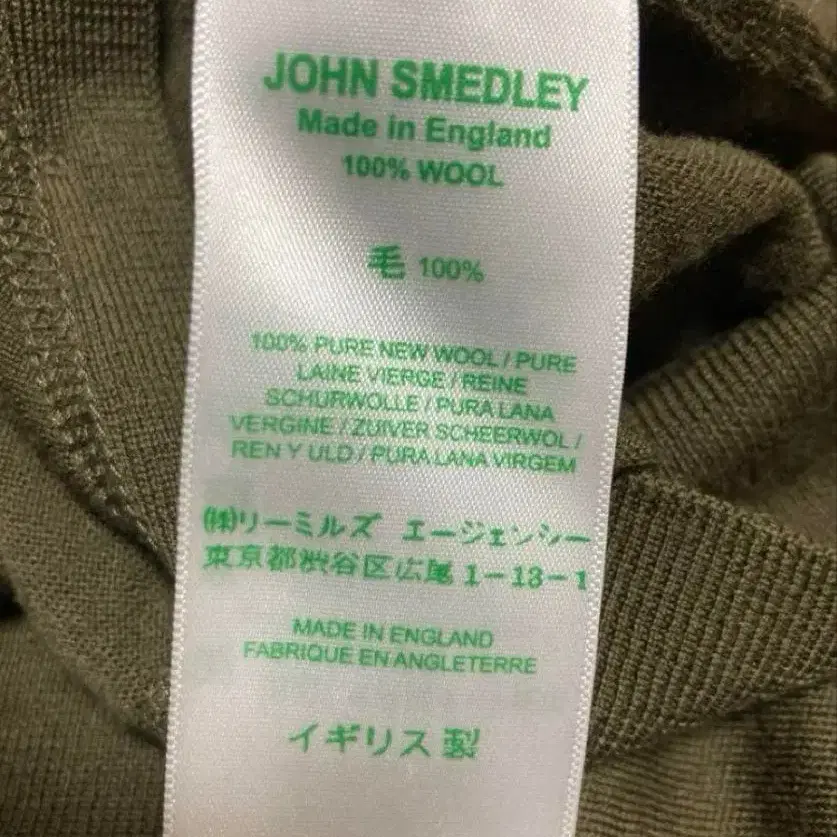 JOHN SMEDLEY
Made in England
100% WOOL
毛 100%
100% PURE NEW WOOL / PURE
LAINE VIERGE / REINE
SCHURWOLLE / PURA LANA
VERGINE / ZUIVER SCHEERWOL /
REN Y ULD / PURA LANA VIRGEM
㈱リーミルズ エージェンシー
東京都渋谷区広尾 1-13-1
MADE IN ENGLAND
FABRIQUE EN ANGLETERRE
イギリス 製